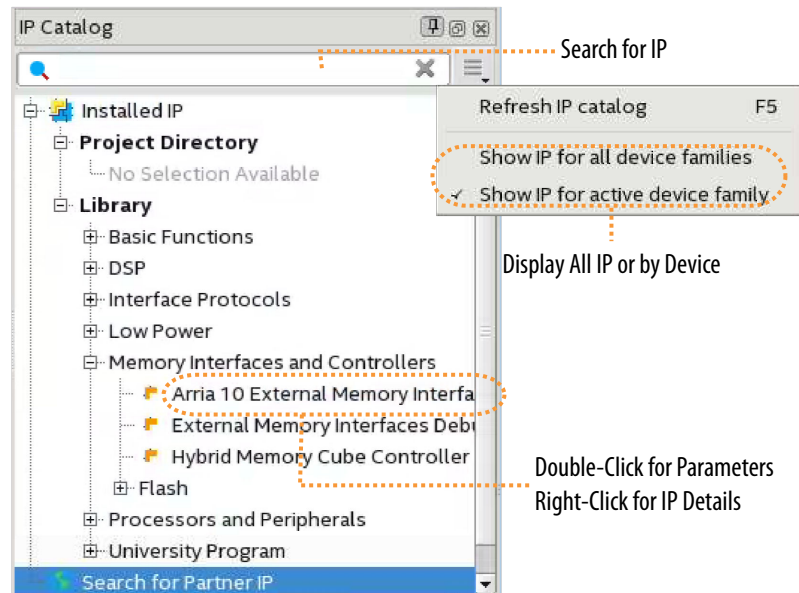 IP Catalog
Search for IP
Installed IP
Refresh IP catalog F5
Project Directory
Show IP for all device families
No Selection Available
✓ Show IP for active device family
Library
Basic Functions
Display All IP or by Device
DSP
Interface Protocols
Low Power
Memory Interfaces and Controllers
Arria 10 External Memory Interfa
External Memory Interfaces Debu
Hybrid Memory Cube Controller
Double-Click for Parameters
Right-Click for IP Details
Flash
Processors and Peripherals
University Program
Search for Partner IP